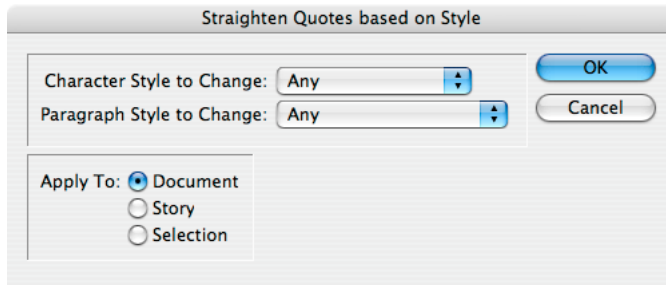 Straighten Quotes based on Style
Character Style to Change: Any
OK
Paragraph Style to Change: Any
Cancel
Apply To: Document
Story
Selection